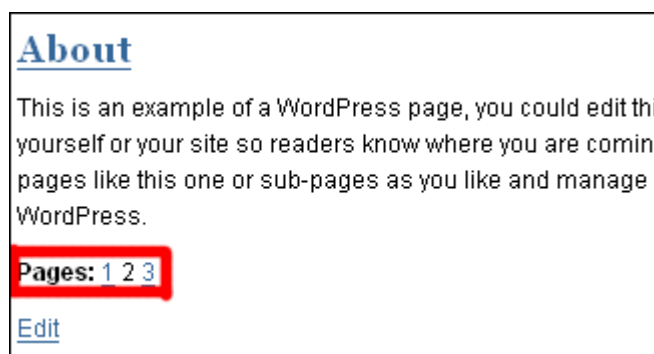 About
This is an example of a WordPress page, you could edit thi
yourself or your site so readers know where you are comin
pages like this one or sub-pages as you like and manage
WordPress.
Pages: 1 2 3
Edit